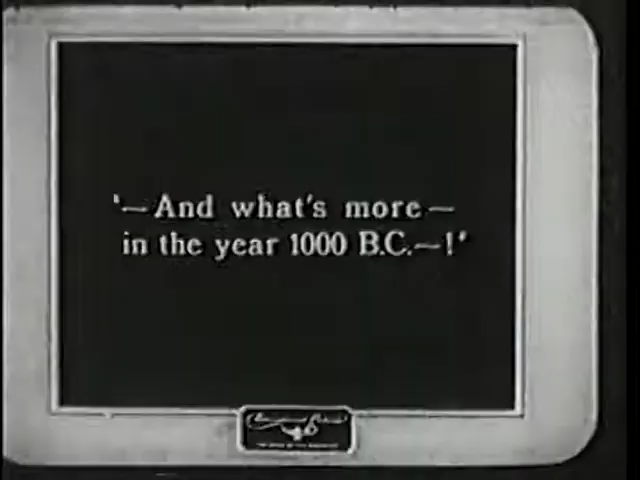 '—And what's more—
in the year 1000 B.C.—!'